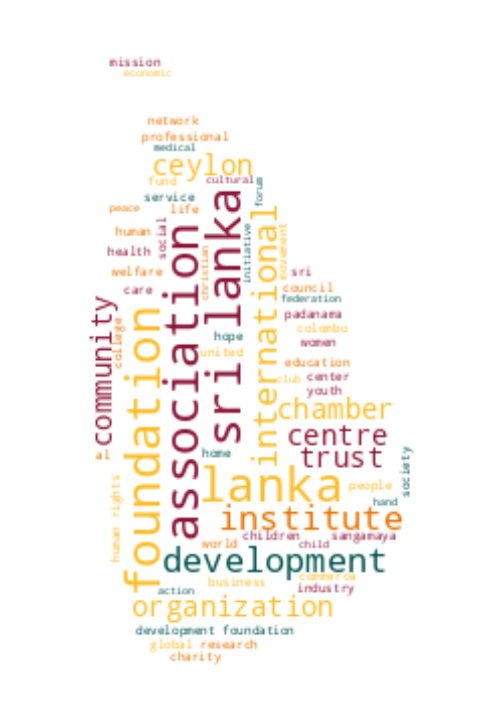 mission
economic
network
professional
medical
ceylon
fund
cultural
forum
service
peace
life
social
human
health
association
sri lanka
international
initiative
movement
christian
welfare
sri
care
council
federation
community
foundation
padanama
college
colombo
hope
women
united
education
club
center
youth
chamber
centre
trust
al
home
society
lanka
people
human rights
hand
institute
children
sangamaya
world
child
development
commerce
business
action
industry
organization
development foundation
global
research
charity